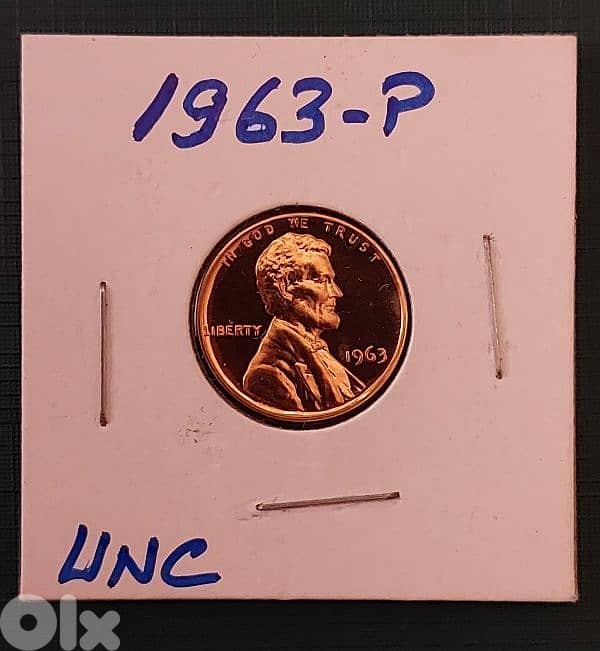 1963-P
IN GOD WE TRUST
LIBERTY
1963
UNC
Olx